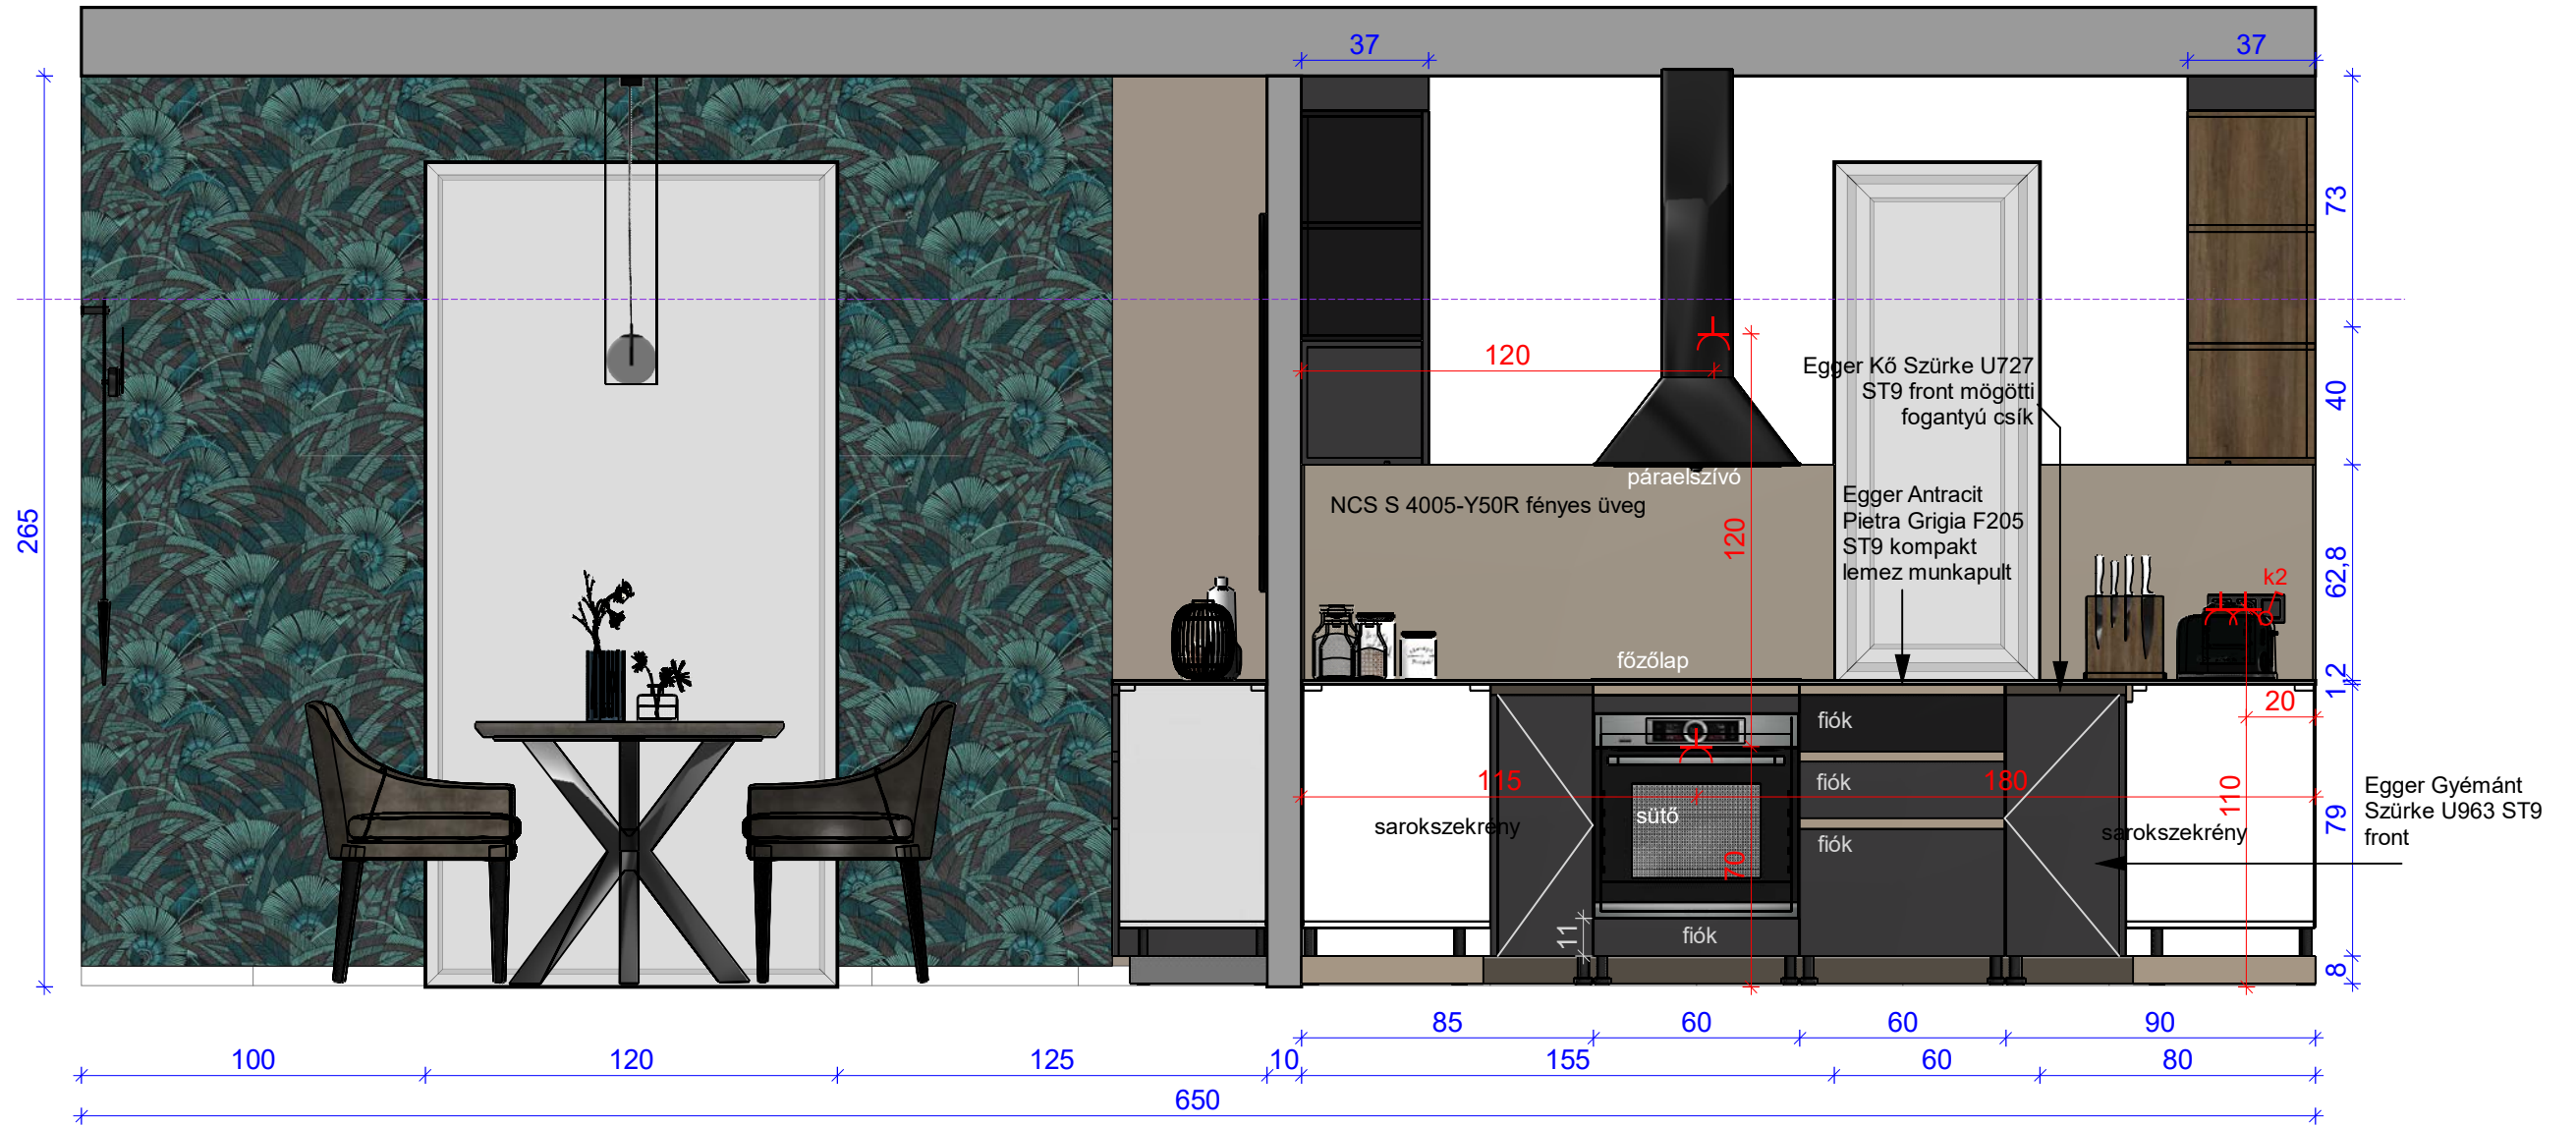 37
37
73
120
Egger Kő Szürke U727
ST9 front mögötti
fogantyú csík
40
páraelszívó
NCS S 4005-Y50R fényes üveg
Egger Antracit
Pietra Grigia F205
ST9 kompakt
lemez munkapult
265
120
62,8
k2
főzőlap
1,2
20
fiók
115
fiók
180
110
Egger Gyémánt
Szürke U963 ST9
front
sütő
sarokszekrény
sarokszekrény
79
fiók
70
11
fiók
8
85
60
60
90
100
120
125
10
155
60
80
650